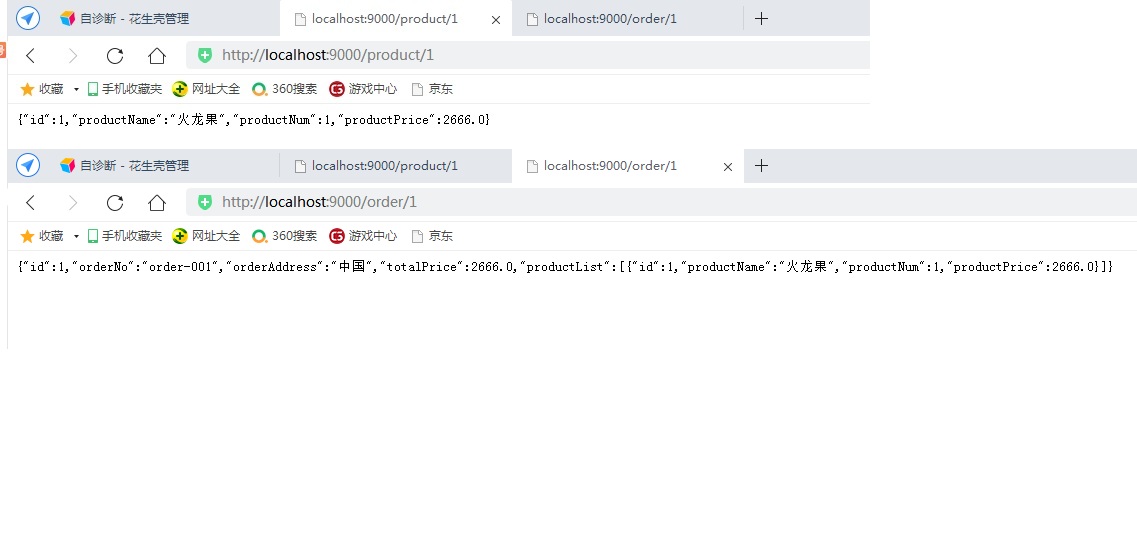 自诊断 - 花生壳管理 localhost:9000/product/1 localhost:9000/order/1
http://localhost:9000/product/1
收藏 手机收藏夹 网址大全 360搜索 游戏中心 京东
{"id":1,"productName":"火龙果","productNum":1,"productPrice":2666.0}
自诊断 - 花生壳管理 localhost:9000/product/1 localhost:9000/order/1
http://localhost:9000/order/1
收藏 手机收藏夹 网址大全 360搜索 游戏中心 京东
{"id":1,"orderNo":"order-001","orderAddress":"中国","totalPrice":2666.0,"productList":[{"id":1,"productName":"火龙果","productNum":1,"productPrice":2666.0}]}